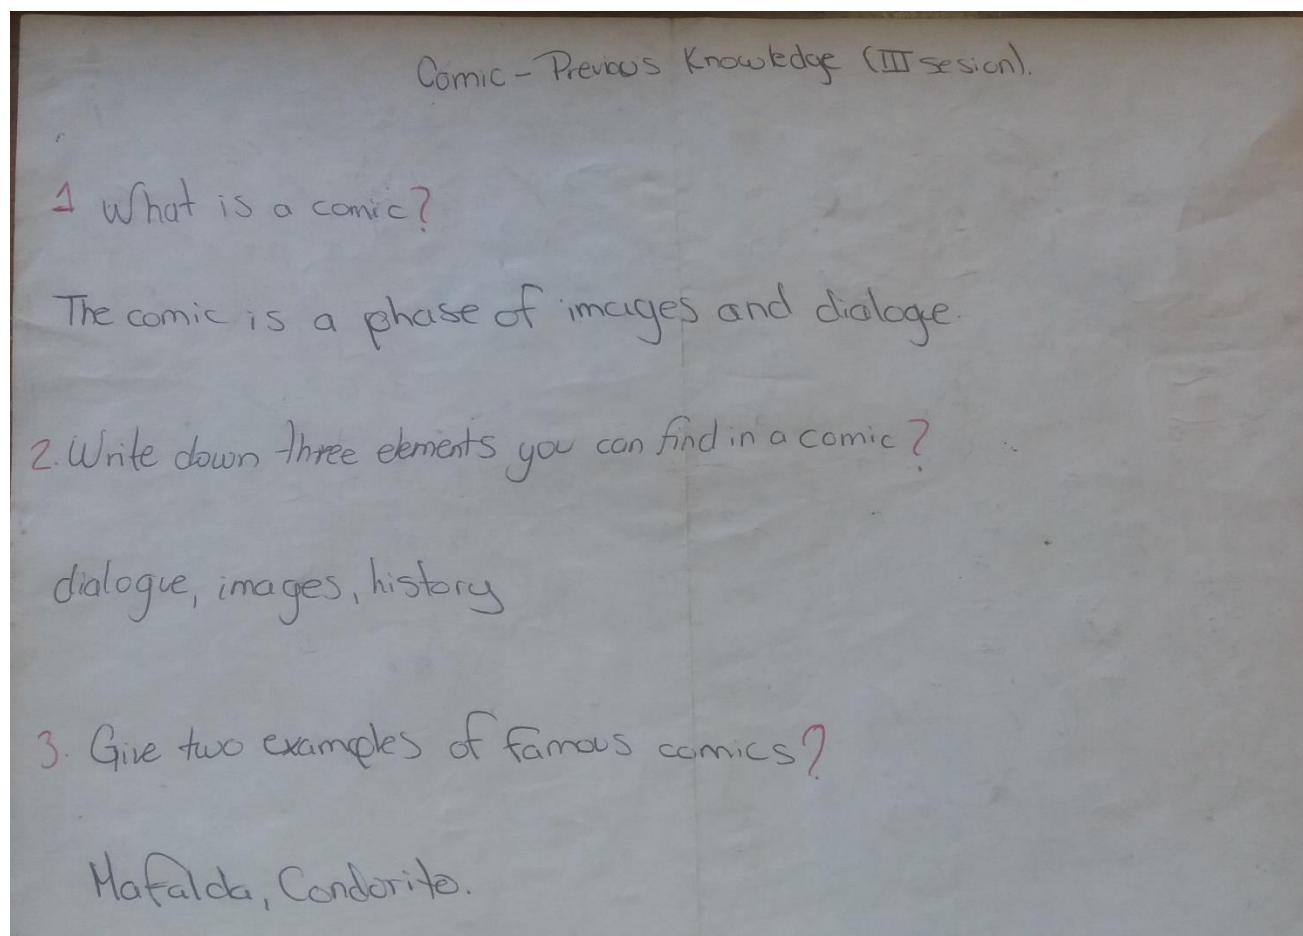 Comic - Previous Knowledge (III sesion).
1 What is a comic?
The comic is a phase of images and dialoge.
2. Write down three elements you can find in a comic?
dialogue, images, history
3. Give two examples of famous comics?
Mafalda, Condorito.